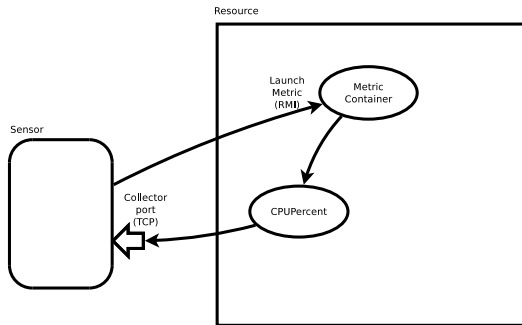 Resource
Launch
Metric
(RMI)
Metric
Container
Sensor
Collector
port
(TCP)
CPUPercent